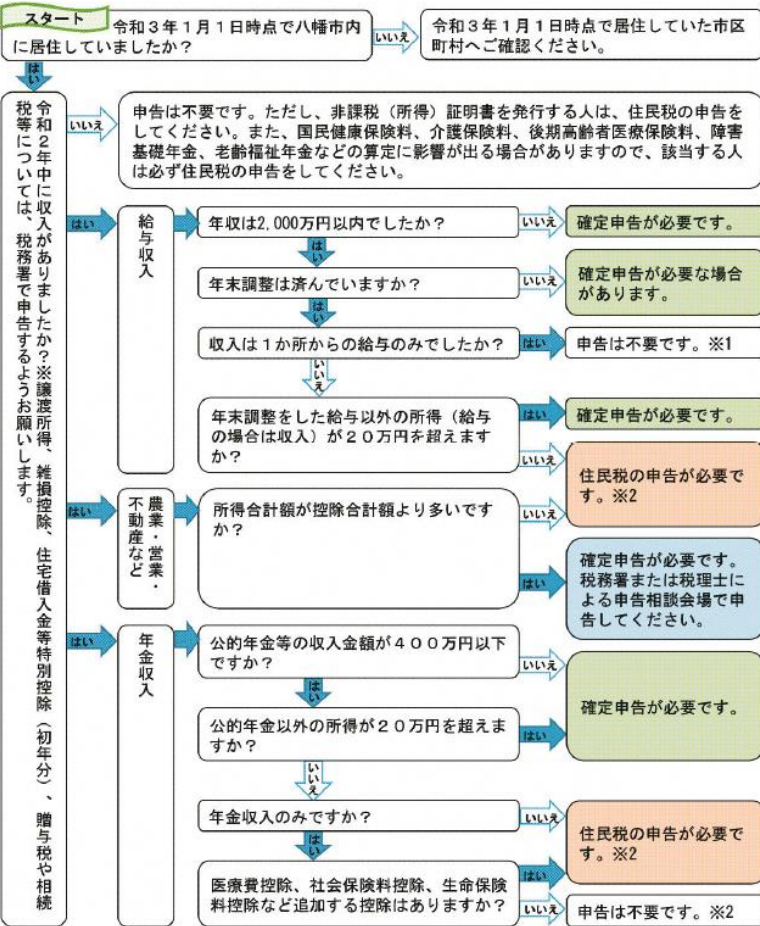 スタート
令和３年１月１日時点で八幡市内
に居住していましたか？
いいえ
令和３年１月１日時点で居住していた市区
町村へご確認ください。
はい
令和２年中に収入がありましたか？※譲渡所得、雑損控除、住宅借入金等特別控除（初年分）、贈与税や相続
税等については、税務署で申告するようお願いします。
いいえ
申告は不要です。ただし、非課税（所得）証明書を発行する人は、住民税の申告を
してください。また、国民健康保険料、介護保険料、後期高齢者医療保険料、障害
基礎年金、老齢福祉年金などの算定に影響が出る場合がありますので、該当する人
は必ず住民税の申告をしてください。
はい
給与収入
年収は2,000万円以内でしたか？
いいえ
確定申告が必要です。
はい
年末調整は済んでいますか？
いいえ
確定申告が必要な場合
があります。
はい
収入は１か所からの給与のみでしたか？
はい
申告は不要です。※1
いいえ
年末調整をした給与以外の所得（給与
の場合は収入）が２０万円を超えます
か？
はい
確定申告が必要です。
いいえ
住民税の申告が必要で
す。※2
はい
農業・営業・
不動産など
所得合計額が控除合計額より多いです
か？
いいえ
はい
確定申告が必要です。
税務署または税理士に
よる申告相談会場で申
告してください。
はい
年金収入
公的年金等の収入金額が４００万円以下
ですか？
いいえ
確定申告が必要です。
はい
公的年金以外の所得が２０万円を超えま
すか？
はい
いいえ
年金収入のみですか？
いいえ
住民税の申告が必要で
す。※2
はい
医療費控除、社会保険料控除、生命保険
料控除など追加する控除はありますか？
はい
いいえ
申告は不要です。※2